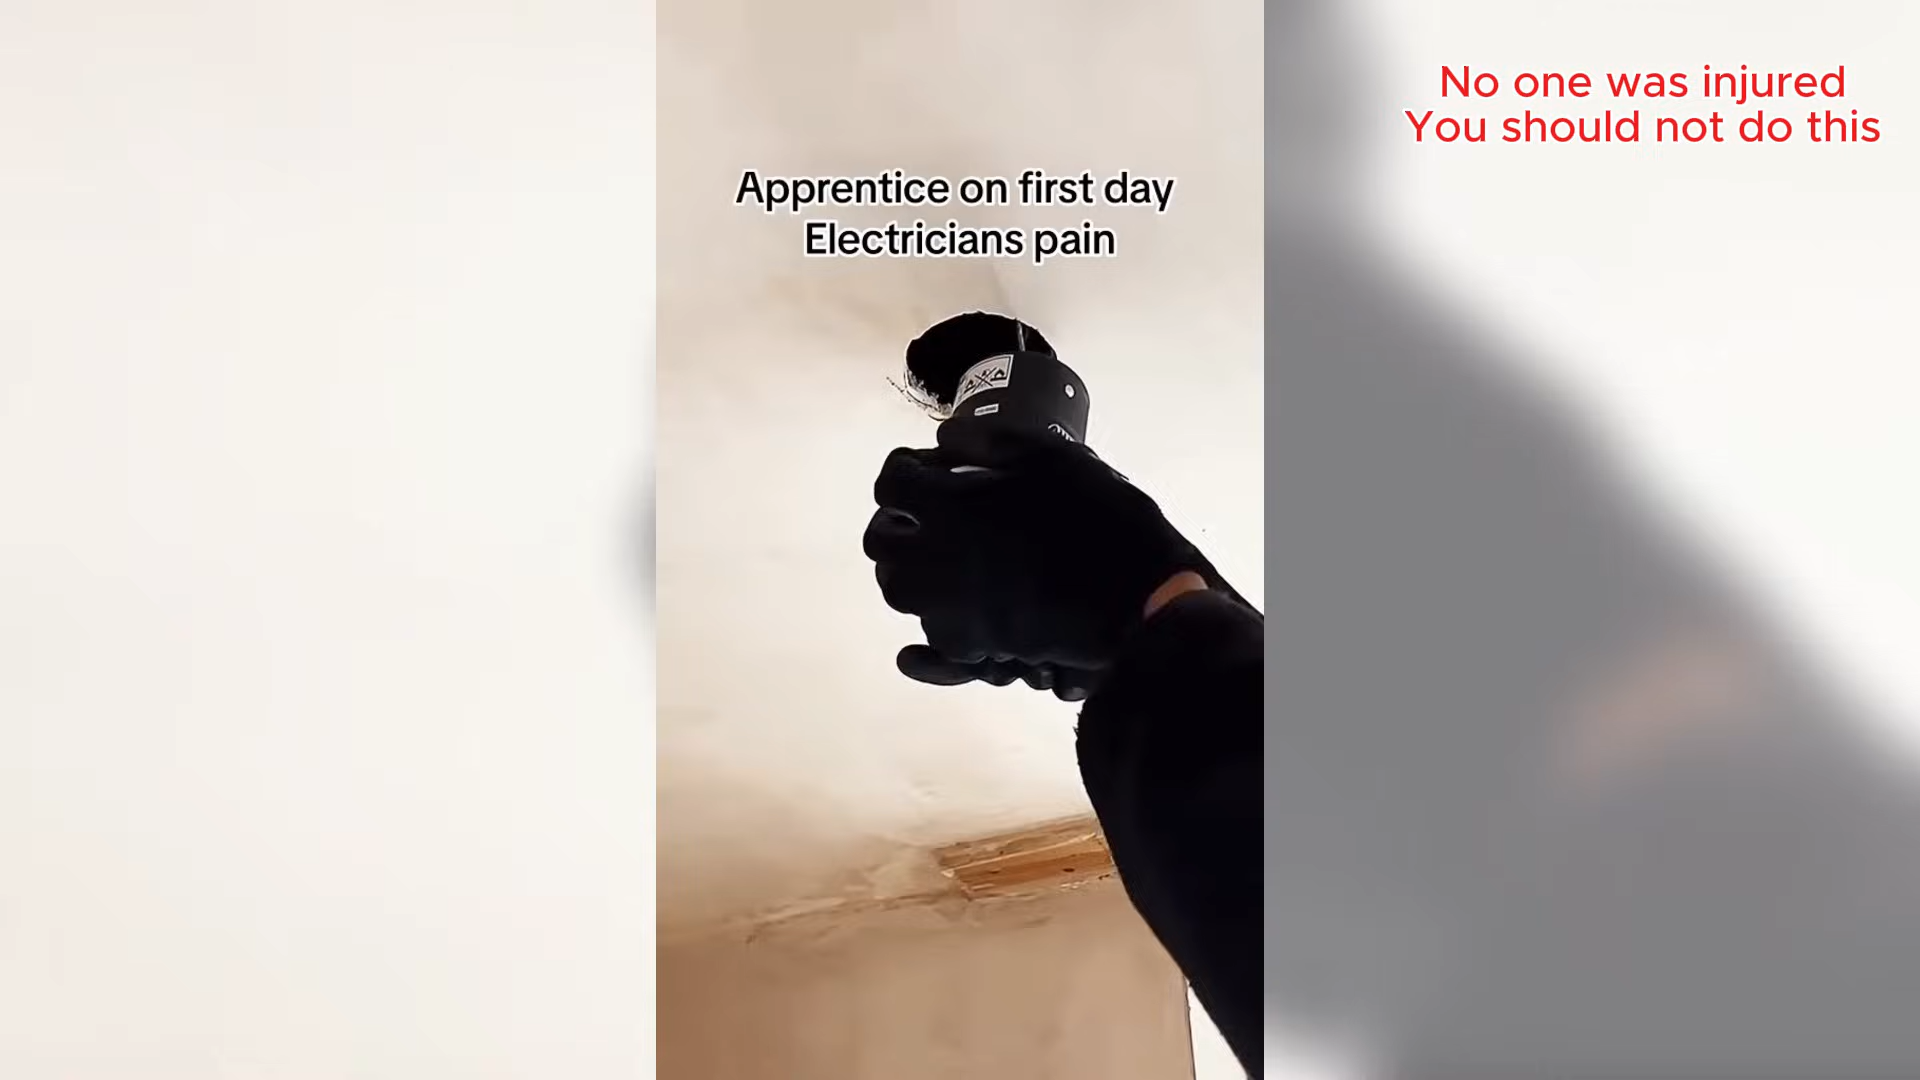 Apprentice on first day
Electricians pain
No one was injured
You should not do this